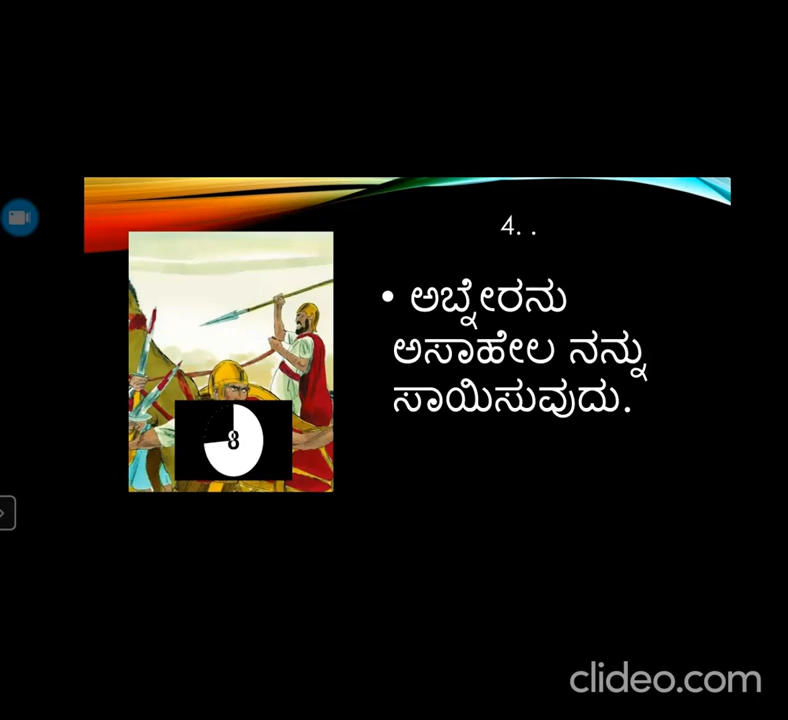 4. .
• ಅಬ್ನೇರನು
ಅಸಾಹೇಲ ನನ್ನು
ಸಾಯಿಸುವುದು.
8
clideo.com